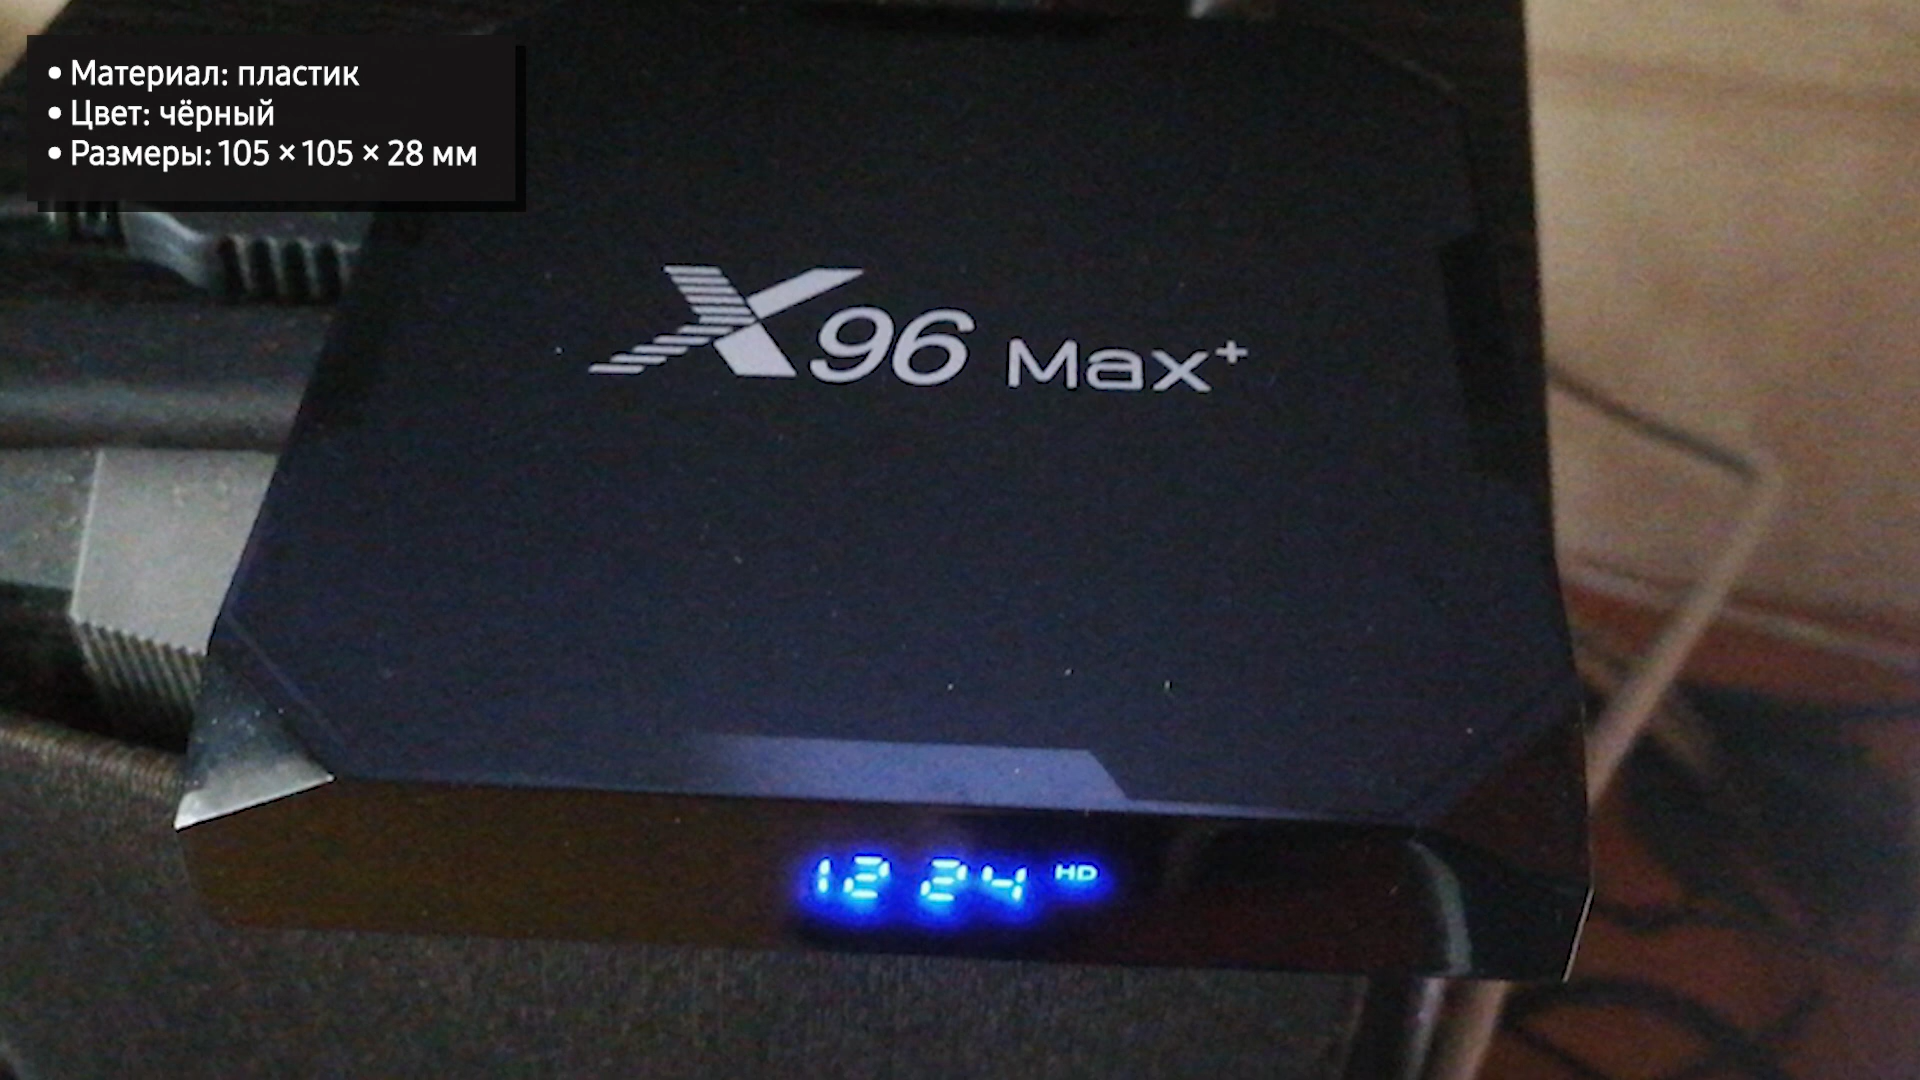 • Материал: пластик
• Цвет: чёрный
• Размеры: 105 × 105 × 28 мм
X96 Max+
12 24 HD